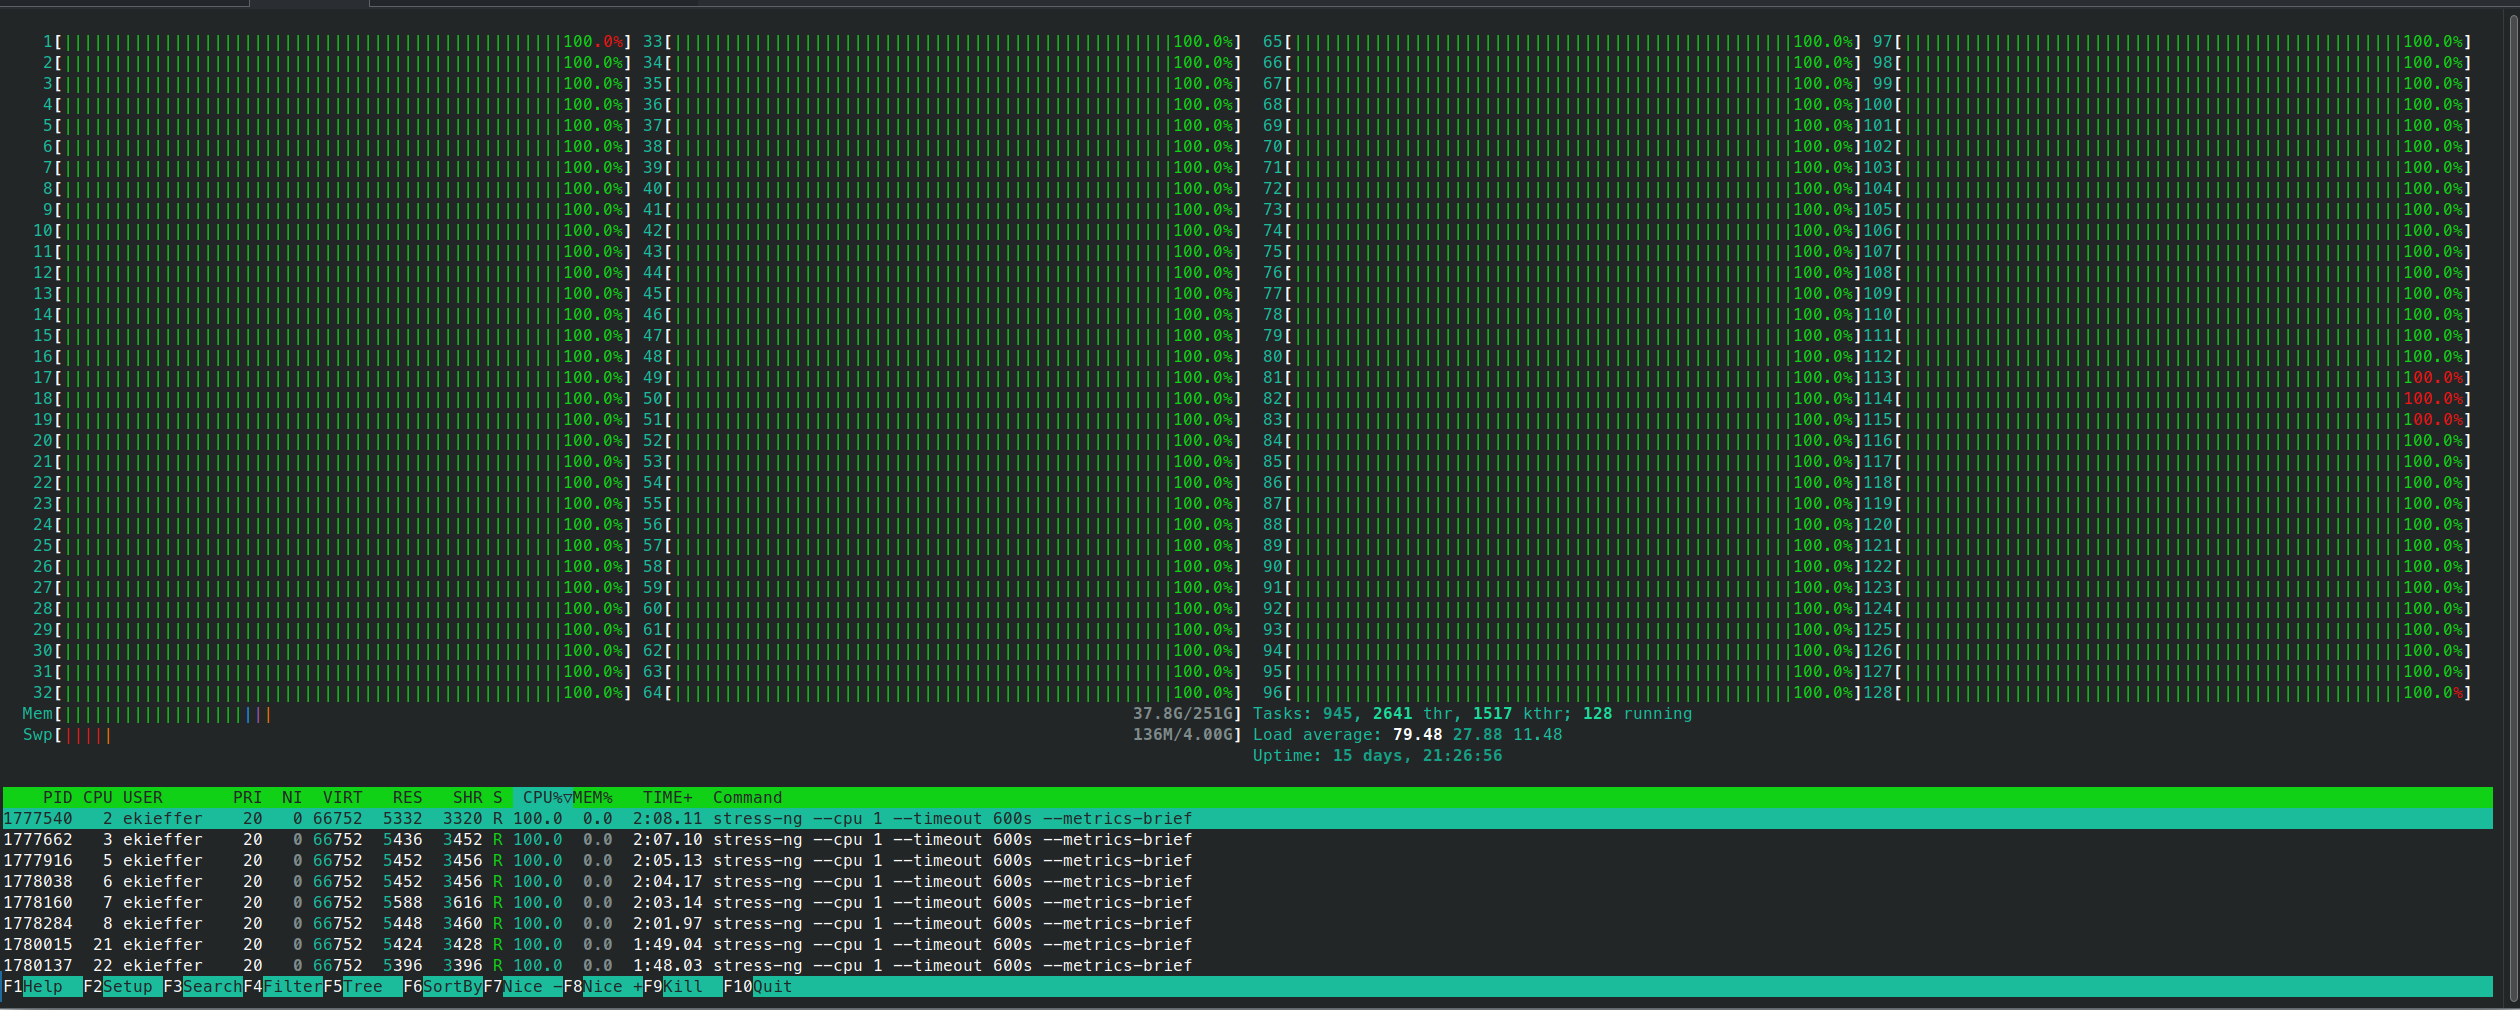 1[100.0%] 33[100.0%] 65[100.0%] 97[100.0%]
2[100.0%] 34[100.0%] 66[100.0%] 98[100.0%]
3[100.0%] 35[100.0%] 67[100.0%] 99[100.0%]
4[100.0%] 36[100.0%] 68[100.0%] 100[100.0%]
5[100.0%] 37[100.0%] 69[100.0%] 101[100.0%]
6[100.0%] 38[100.0%] 70[100.0%] 102[100.0%]
7[100.0%] 39[100.0%] 71[100.0%] 103[100.0%]
8[100.0%] 40[100.0%] 72[100.0%] 104[100.0%]
9[100.0%] 41[100.0%] 73[100.0%] 105[100.0%]
10[100.0%] 42[100.0%] 74[100.0%] 106[100.0%]
11[100.0%] 43[100.0%] 75[100.0%] 107[100.0%]
12[100.0%] 44[100.0%] 76[100.0%] 108[100.0%]
13[100.0%] 45[100.0%] 77[100.0%] 109[100.0%]
14[100.0%] 46[100.0%] 78[100.0%] 110[100.0%]
15[100.0%] 47[100.0%] 79[100.0%] 111[100.0%]
16[100.0%] 48[100.0%] 80[100.0%] 112[100.0%]
17[100.0%] 49[100.0%] 81[100.0%] 113[100.0%]
18[100.0%] 50[100.0%] 82[100.0%] 114[100.0%]
19[100.0%] 51[100.0%] 83[100.0%] 115[100.0%]
20[100.0%] 52[100.0%] 84[100.0%] 116[100.0%]
21[100.0%] 53[100.0%] 85[100.0%] 117[100.0%]
22[100.0%] 54[100.0%] 86[100.0%] 118[100.0%]
23[100.0%] 55[100.0%] 87[100.0%] 119[100.0%]
24[100.0%] 56[100.0%] 88[100.0%] 120[100.0%]
25[100.0%] 57[100.0%] 89[100.0%] 121[100.0%]
26[100.0%] 58[100.0%] 90[100.0%] 122[100.0%]
27[100.0%] 59[100.0%] 91[100.0%] 123[100.0%]
28[100.0%] 60[100.0%] 92[100.0%] 124[100.0%]
29[100.0%] 61[100.0%] 93[100.0%] 125[100.0%]
30[100.0%] 62[100.0%] 94[100.0%] 126[100.0%]
31[100.0%] 63[100.0%] 95[100.0%] 127[100.0%]
32[100.0%] 64[100.0%] 96[100.0%] 128[100.0%]
Mem[37.8G/251G] Tasks: 945, 2641 thr, 1517 kthr; 128 running
Swp[136M/4.00G] Load average: 79.48 27.88 11.48
Uptime: 15 days, 21:26:56
PID CPU USER PRI NI VIRT RES SHR S CPU%▽MEM% TIME+ Command
1777540 2 ekieffer 20 0 66752 5332 3320 R 100.0 0.0 2:08.11 stress-ng --cpu 1 --timeout 600s --metrics-brief
1777662 3 ekieffer 20 0 66752 5436 3452 R 100.0 0.0 2:07.10 stress-ng --cpu 1 --timeout 600s --metrics-brief
1777916 5 ekieffer 20 0 66752 5452 3456 R 100.0 0.0 2:05.13 stress-ng --cpu 1 --timeout 600s --metrics-brief
1778038 6 ekieffer 20 0 66752 5452 3456 R 100.0 0.0 2:04.17 stress-ng --cpu 1 --timeout 600s --metrics-brief
1778160 7 ekieffer 20 0 66752 5588 3616 R 100.0 0.0 2:03.14 stress-ng --cpu 1 --timeout 600s --metrics-brief
1778284 8 ekieffer 20 0 66752 5448 3460 R 100.0 0.0 2:01.97 stress-ng --cpu 1 --timeout 600s --metrics-brief
1780015 21 ekieffer 20 0 66752 5424 3428 R 100.0 0.0 1:49.04 stress-ng --cpu 1 --timeout 600s --metrics-brief
1780137 22 ekieffer 20 0 66752 5396 3396 R 100.0 0.0 1:48.03 stress-ng --cpu 1 --timeout 600s --metrics-brief
F1Help F2Setup F3SearchF4FilterF5Tree F6SortByF7Nice -F8Nice +F9Kill F10Quit